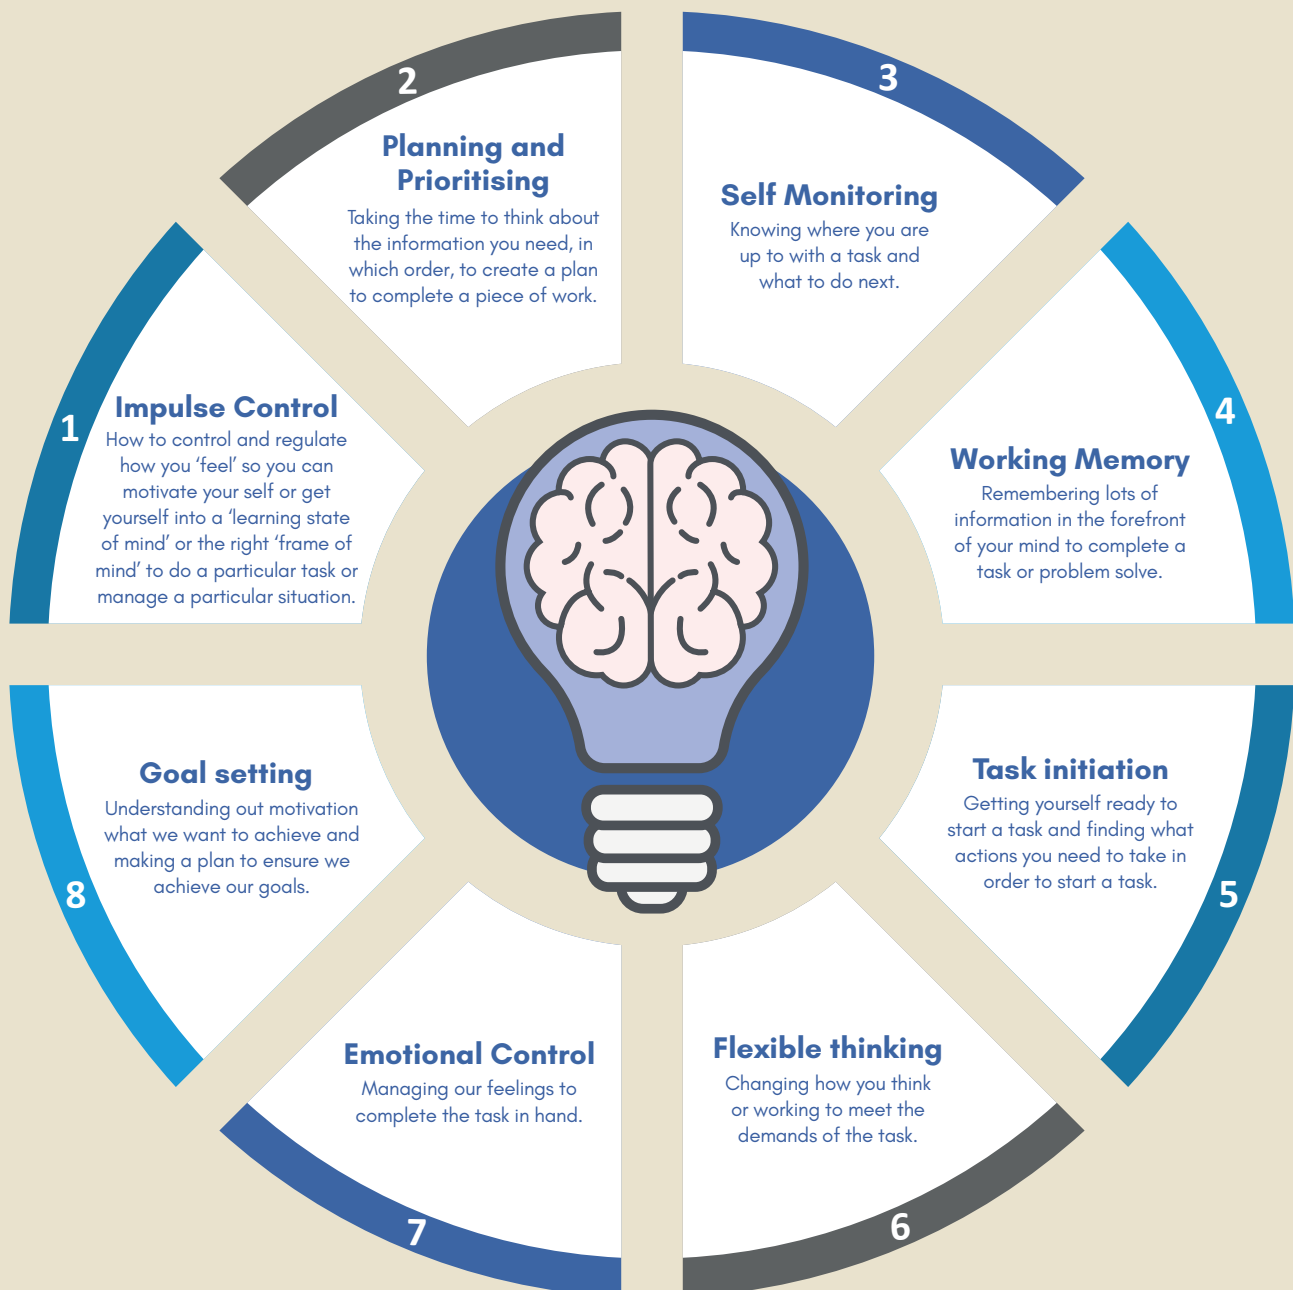 1
Impulse Control
How to control and regulate
how you ‘feel’ so you can
motivate your self or get
yourself into a ‘learning state
of mind’ or the right ‘frame of
mind’ to do a particular task or
manage a particular situation.
2
Planning and
Prioritising
Taking the time to think about
the information you need, in
which order, to create a plan
to complete a piece of work.
3
Self Monitoring
Knowing where you are
up to with a task and
what to do next.
4
Working Memory
Remembering lots of
information in the forefront
of your mind to complete a
task or problem solve.
5
Task initiation
Getting yourself ready to
start a task and finding what
actions you need to take in
order to start a task.
6
Flexible thinking
Changing how you think
or working to meet the
demands of the task.
7
Emotional Control
Managing our feelings to
complete the task in hand.
8
Goal setting
Understanding out motivation
what we want to achieve and
making a plan to ensure we
achieve our goals.